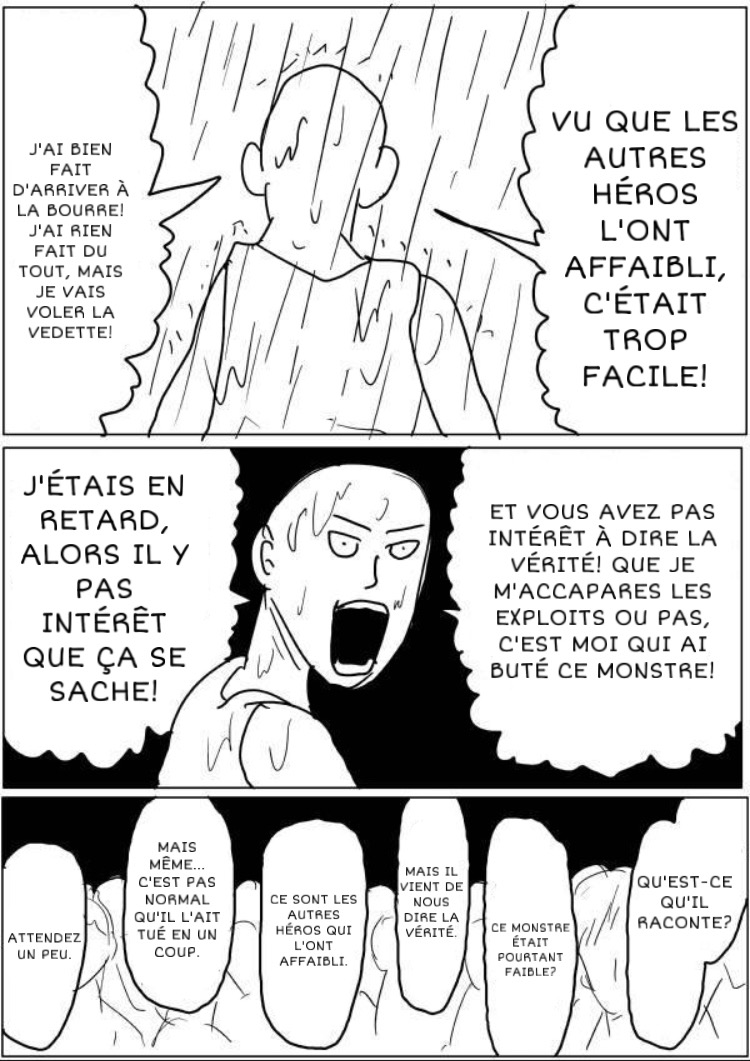 VU QUE LES
AUTRES
HÉROS
L'ONT
AFFAIBLI,
C'ÉTAIT
TROP
FACILE!
J'AI BIEN
FAIT
D'ARRIVER À
LA BOURRE!
J'AI RIEN
FAIT DU
TOUT, MAIS
JE VAIS
VOLER LA
VEDETTE!
ET VOUS AVEZ PAS
INTÉRÊT À DIRE LA
VÉRITÉ! QUE JE
M'ACCAPARES LES
EXPLOITS OU PAS,
C'EST MOI QUI AI
BUTÉ CE MONSTRE!
J'ÉTAIS EN
RETARD,
ALORS IL Y
PAS
INTÉRÊT
QUE ÇA SE
SACHE!
QU'EST-CE
QU'IL
RACONTE?
CE MONSTRE
ÉTAIT
POURTANT
FAIBLE?
MAIS IL
VIENT DE
NOUS
DIRE LA
VÉRITÉ.
CE SONT LES
AUTRES
HÉROS QUI
L'ONT
AFFAIBLI.
MAIS
MÊME...
C'EST PAS
NORMAL
QU'IL L'AIT
TUÉ EN UN
COUP.
ATTENDEZ
UN PEU.